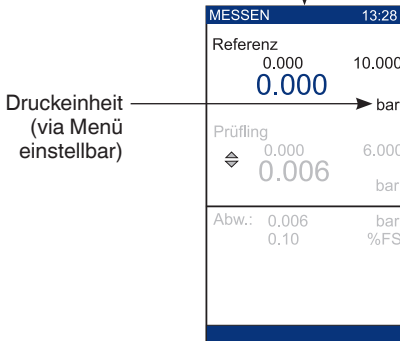 MESSEN 13:28
Referenz
0.000 10.000
0.000
bar
Druckeinheit
(via Menü
einstellbar)
Prüfling
0.000 6.000
0.006
bar
Abw.: 0.006 bar
0.10 %FS